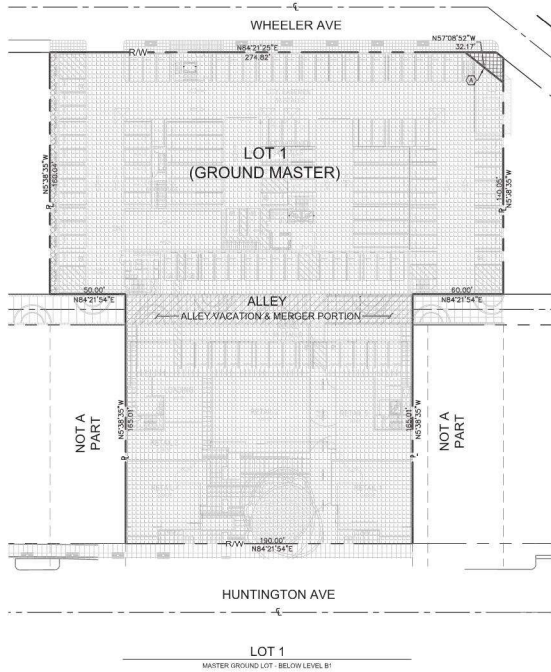 WHEELER AVE
N57°08'52"W
32.17'
R/W
N84°21'25"E
274.82'
A
LOT 1
(GROUND MASTER)
N5°38'35"W
160.04'
140.05'
N5°38'35"W
50.00'
N84°21'54"E
60.00'
N84°21'54"E
ALLEY
ALLEY VACATION & MERGER PORTION
NOT A
PART
N5°38'35"W
165.01'
165.01'
N5°38'35"W
NOT A
PART
RETAIL
190.00'
R/W
N84°21'54"E
HUNTINGTON AVE
LOT 1
MASTER GROUND LOT - BELOW LEVEL B1